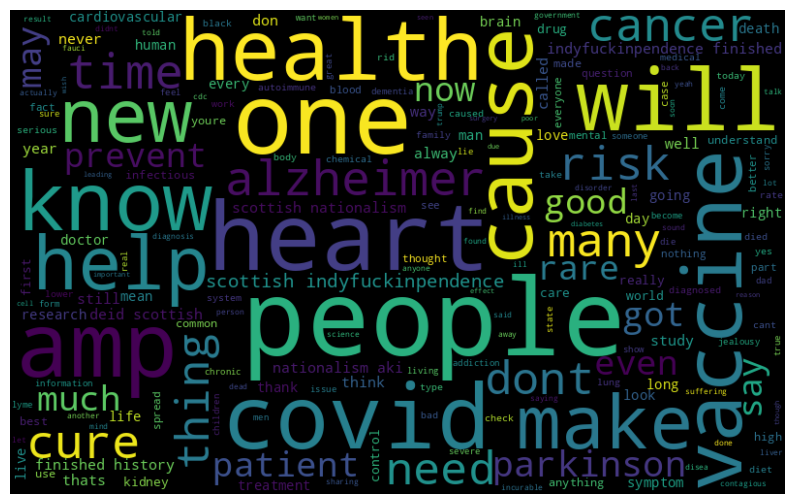 result
cardiovascular
black
want
women
seen
government
told
never
human
don
brain
drug
cancer
death
may
didnt
fauci
health
indyfuckinpendence finished
time
every
great
rid
now
called
made
medical
back
actually
feel
wish
autoimmune
blood
dementia
question
today
talk
new
fact
sure
cdc
one
cause
will
everyone
case
soon
come
yeah
serious
youre
work
caused
trump
surgery
poor
way
year
family
man
love
mental
someone
understand
prevent
body
chemical
lie
due
alway
well
sorry
infectious
alzheimer
risk
take
better
lot
rate
leading
disorder
last
know
scottish nationalism
see
find
good
going
right
doctor
illness
diabetes
become
day
sound
died
help
heart
many
vaccine
diagnosis
found
die
yes
first
real
thought
ill
nothing
part
important
anyone
rare
really
dad
lower
scottish indyfuckinpendence
still
mean
system
effect
care
world
diagnosed
cell
form
research
deid scottish
people
got
cant
reason
amp
common
person
said
state
study
jealousy
true
thing
science
away
even
show
information
chronic
nationalism aki
living
addiction
dont
lung
suffering
say
lyme
another
much
dead
thank
issue
think
type
long
though
best
life
spread
children
men
bad
check
look
saying
mind
covid
make
done
live
cure
control
severe
high
liver
finished history
patient
need
parkinson
disea
use
thats
kidney
treatment
sharing
incurable
anything
symptom
diet
contagious